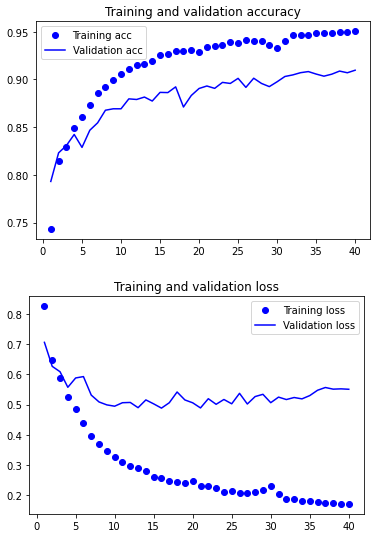 Training and validation accuracy
0.95
0.90
0.85
0.80
0.75
Training acc
Validation acc
0 5 10 15 20 25 30 35 40
Training and validation loss
0.8
0.7
0.6
0.5
0.4
0.3
0.2
Training loss
Validation loss
0 5 10 15 20 25 30 35 40